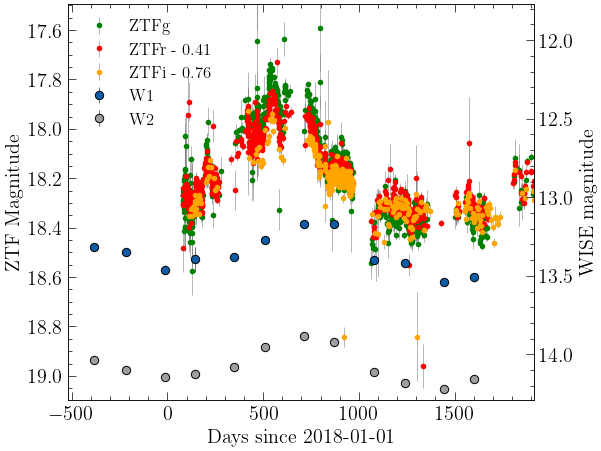 ZTFg
ZTFr - 0.41
ZTFi - 0.76
W1
W2
17.6
17.8
18.0
18.2
18.4
18.6
18.8
19.0
ZTF Magnitude
12.0
12.5
13.0
13.5
14.0
WISE magnitude
−500
0
500
1000
1500
Days since 2018-01-01